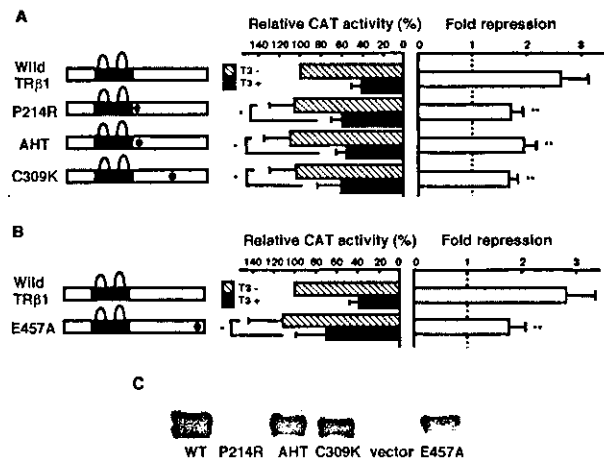 A
Relative CAT activity (%)
Fold repression
140 120 100 80 60 40 20 0
0 1 2 3
T3 -
T3 +
Wild
TRβ1
P214R
*
**
AHT
*
**
C309K
*
**
B
Relative CAT activity (%)
Fold repression
140 120 100 80 60 40 20 0
0 1 2 3
T3 -
T3 +
Wild
TRβ1
E457A
*
**
C
WT P214R AHT C309K vector E457A